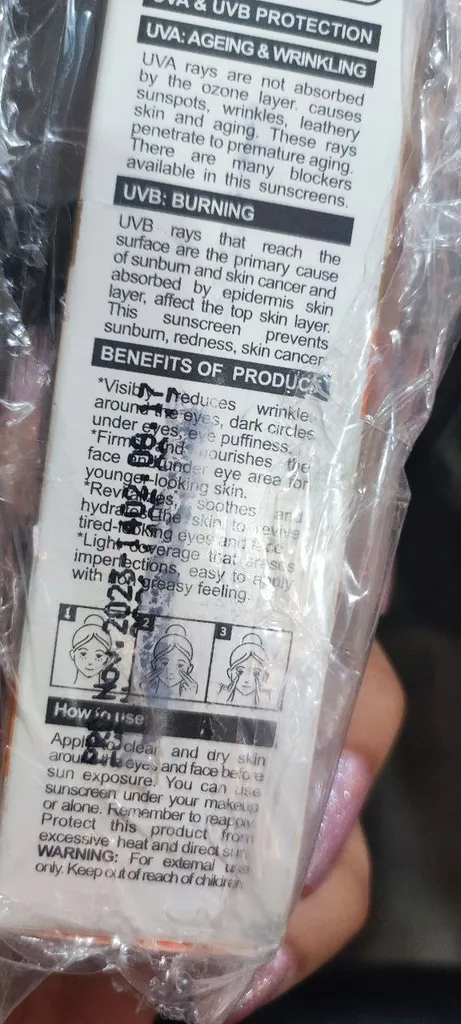 UVA & UVB PROTECTION
UVA: AGEING & WRINKLING
UVA rays are not absorbed
by the ozone layer. causes
sunspots, wrinkles, leathery
skin and aging. These rays
penetrate to premature aging.
There are many blockers
available in this sunscreens.
UVB: BURNING
UVB rays that reach the
surface are the primary cause
of sunburn and skin cancer and
absorbed by epidermis skin
layer, affect the top skin layer.
This sunscreen prevents
sunburn, redness, skin cancer
BENEFITS OF PRODUC
*Visibly reduces wrinkle
around the eyes, dark circles
under eyes, eye puffiness.
*Firm and nourishes the
face under eye area for
younger-looking skin.
soothes and
the skin to revive
tired-looking eyes and face
*Light coverage that
imperfections, easy to apply
with greasy feeling.
1 2 3
How to use
Apply to clear and dry skin
around the eyes and face before
sun exposure. You can use
sunscreen under your makeup
or alone. Remember to reapply
Protect this product from
excessive heat and direct sun
WARNING: For external use
only. Keep out of reach of children
Nov. 2023